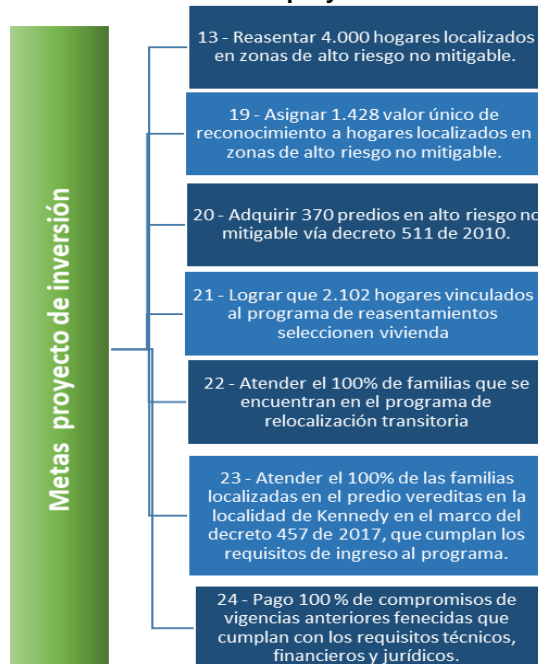 Metas proyecto de inversión
13 - Reasentar 4.000 hogares localizados
en zonas de alto riesgo no mitigable.
19 - Asignar 1.428 valor único de
reconocimiento a hogares localizados en
zonas de alto riesgo no mitigable.
20 - Adquirir 370 predios en alto riesgo no
mitigable vía decreto 511 de 2010.
21 - Lograr que 2.102 hogares vinculados
al programa de reasentamientos
seleccionen vivienda
22 - Atender el 100% de familias que se
encuentran en el programa de
relocalización transitoria
23 - Atender el 100% de las familias
localizadas en el predio vereditas en la
localidad de Kennedy en el marco del
decreto 457 de 2017, que cumplan los
requisitos de ingreso al programa.
24 - Pago 100 % de compromisos de
vigencias anteriores fenecidas que
cumplan con los requisitos técnicos,
financieros y jurídicos.